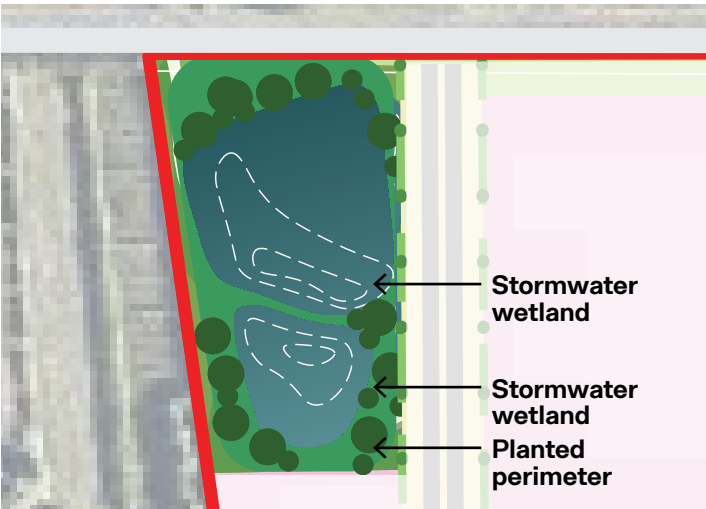 Stormwater
wetland
Stormwater
wetland
Planted
perimeter